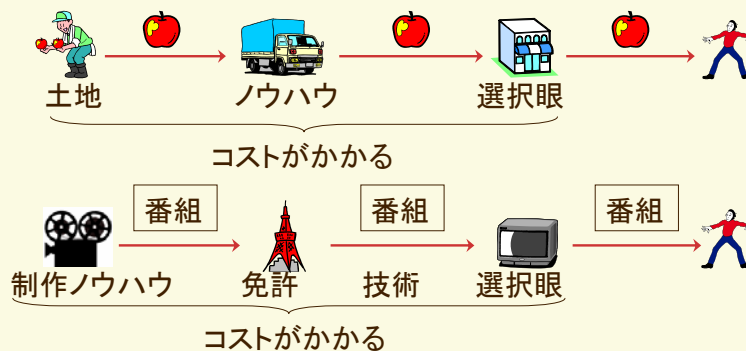 土地 ノウハウ 選択眼
コストがかかる
番組 番組 番組
制作ノウハウ 免許 技術 選択眼
コストがかかる